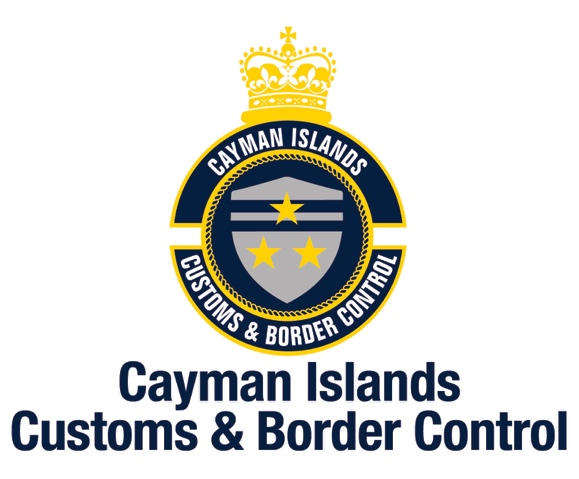 CAYMAN ISLANDS
CUSTOMS & BORDER CONTROL
Cayman Islands
Customs & Border Control